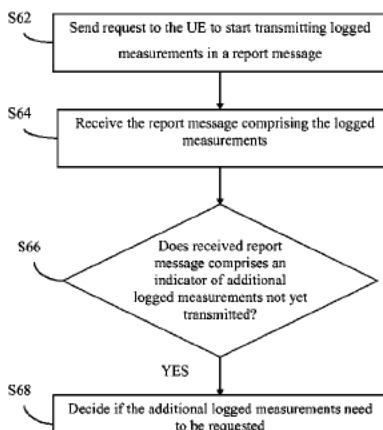 S62
Send request to the UE to start transmitting logged
measurements in a report message
S64
Receive the report message comprising the logged
measurements
S66
Does received report
message comprises an
indicator of additional
logged measurements not yet
transmitted?
YES
S68
Decide if the additional logged measurements need
to be requested